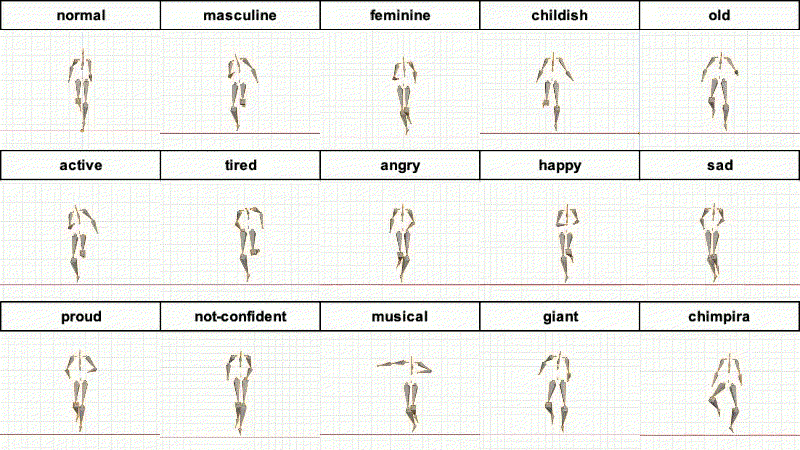 normal masculine feminine childish old
active tired angry happy sad
proud not-confident musical giant chimpira